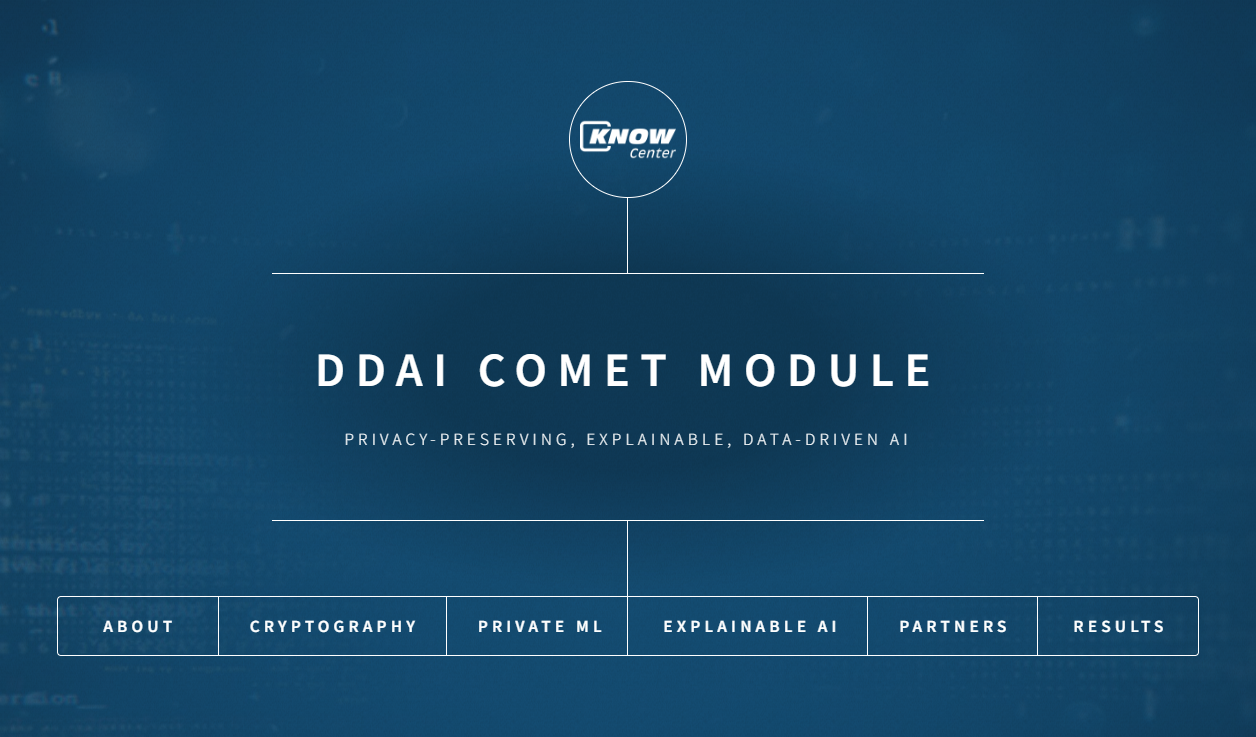 KNOW
Center
DDAI COMET MODULE
PRIVACY-PRESERVING, EXPLAINABLE, DATA-DRIVEN AI
ABOUT CRYPTOGRAPHY PRIVATE ML EXPLAINABLE AI PARTNERS RESULTS